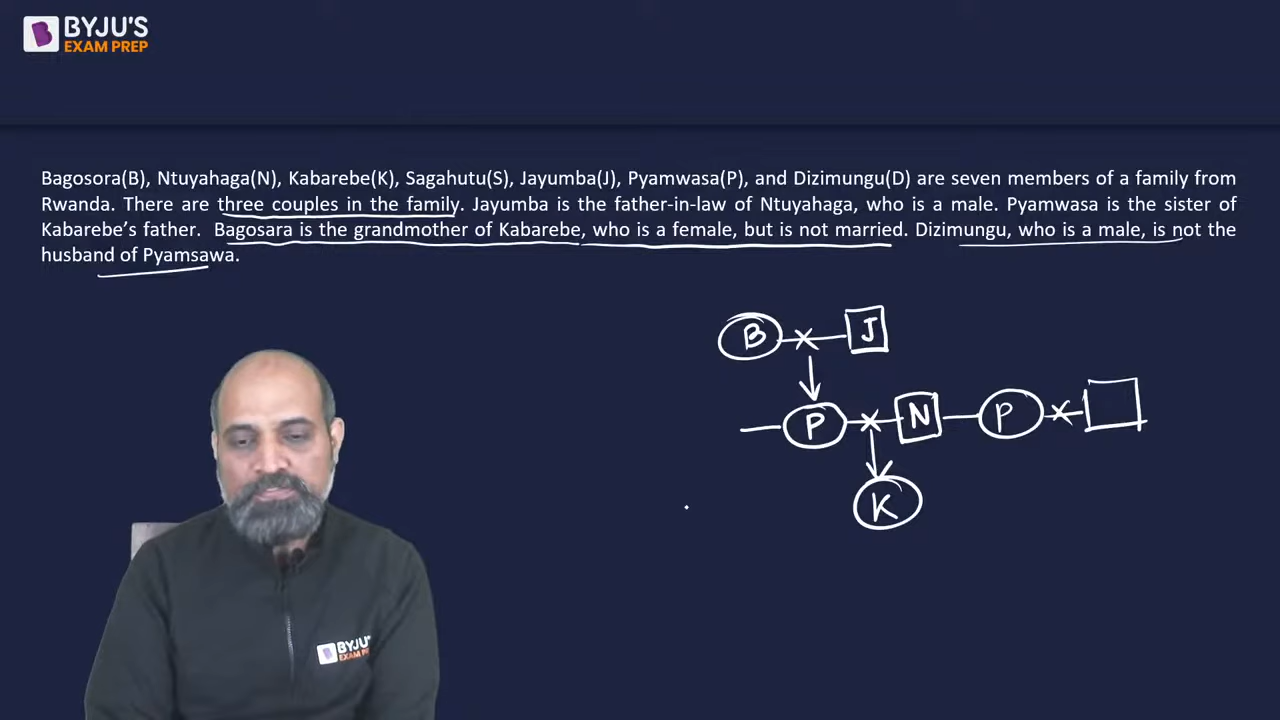 BYJU'S
EXAM PREP
Bagosora(B), Ntuyahaga(N), Kabarebe(K), Sagahutu(S), Jayumba(J), Pyamwasa(P), and Dizimungu(D) are seven members of a family from
Rwanda. There are three couples in the family. Jayumba is the father-in-law of Ntuyahaga, who is a male. Pyamwasa is the sister of
Kabarebe's father. Bagosara is the grandmother of Kabarebe, who is a female, but is not married. Dizimungu, who is a male, is not the
husband of Pyamsawa.
B J
P N P
K
BYJU'S
EXAM PREP